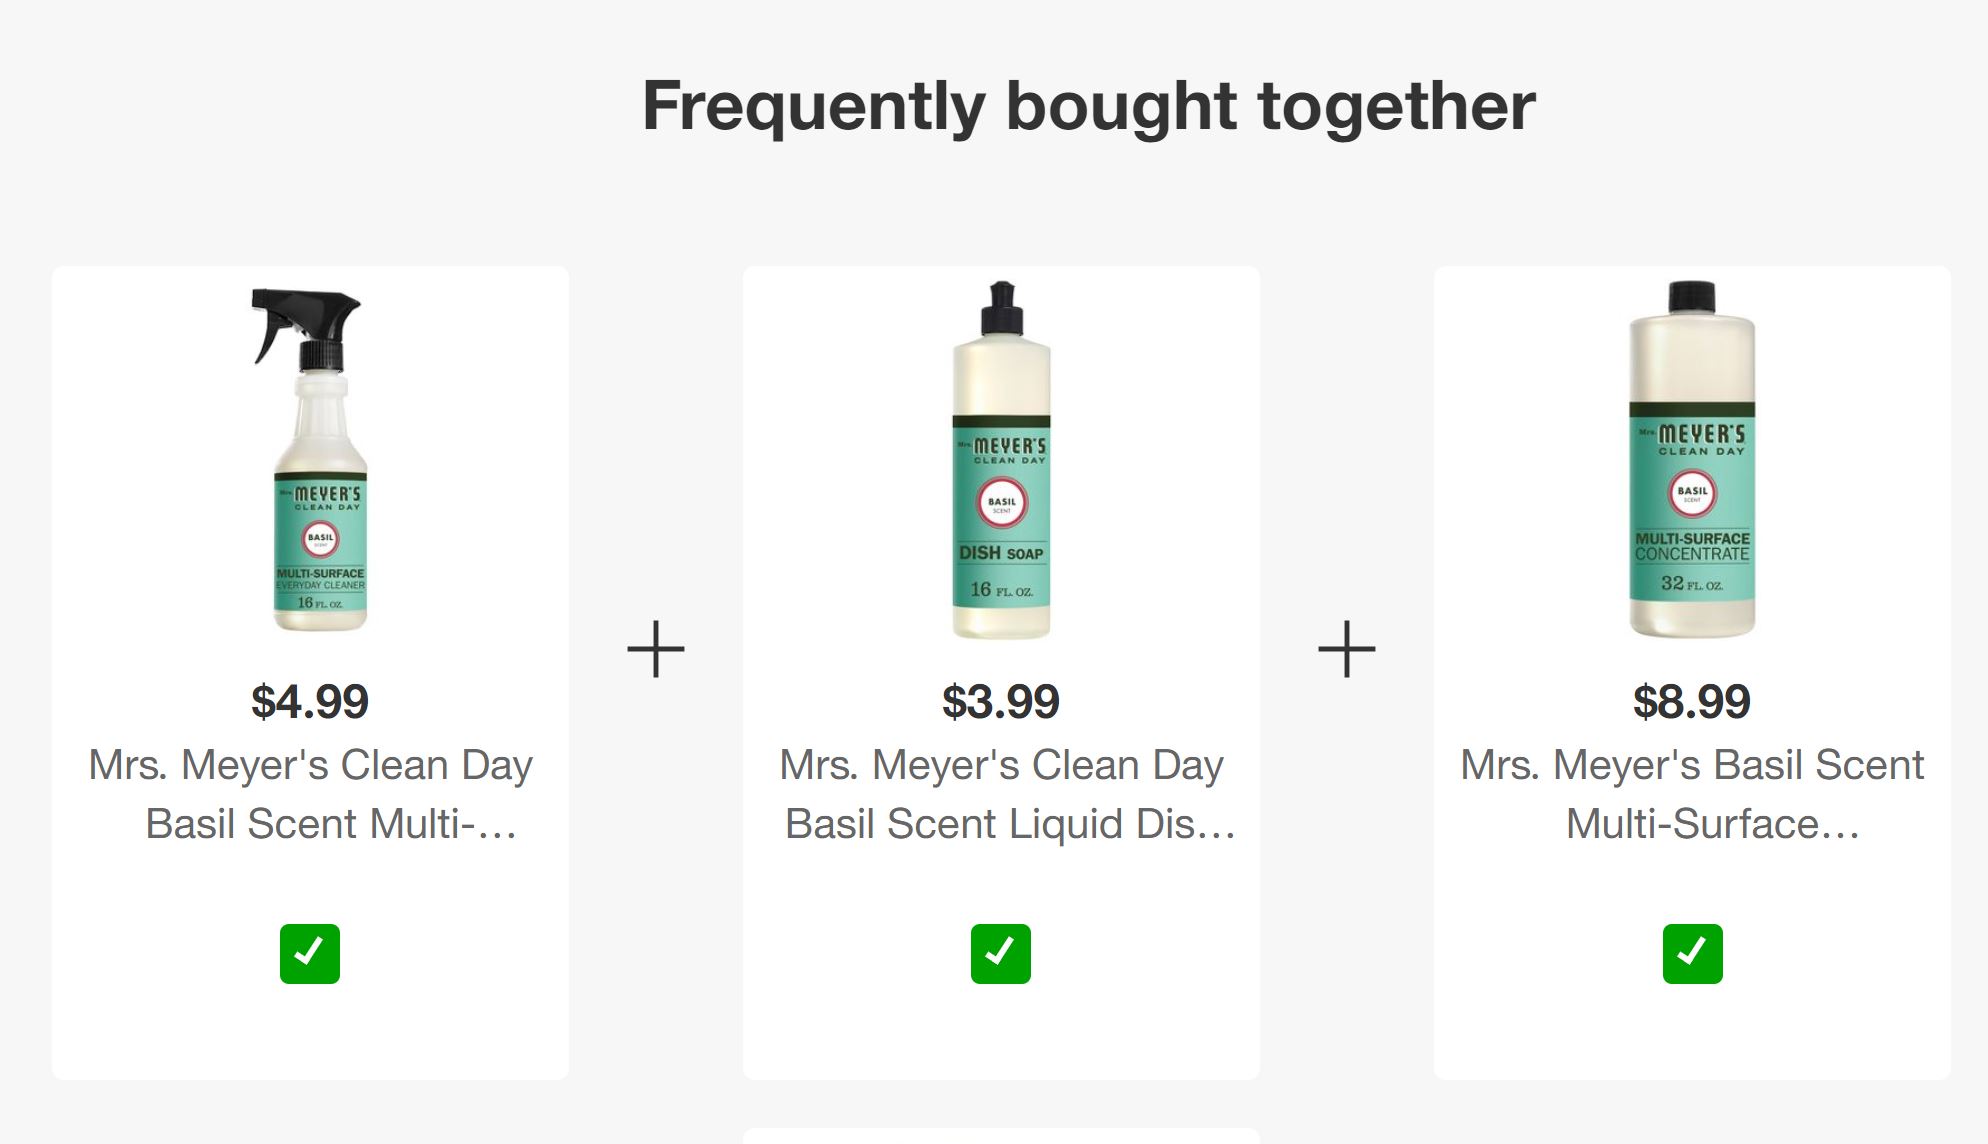 Frequently bought together
Mrs. MEYER'S
CLEAN DAY
BASIL
SCENT
MULTI-SURFACE
EVERYDAY CLEANER
16 FL. OZ.
$4.99
Mrs. Meyer's Clean Day
Basil Scent Multi-...
Mrs. MEYER'S
CLEAN DAY
BASIL
SCENT
DISH SOAP
16 FL. OZ.
$3.99
Mrs. Meyer's Clean Day
Basil Scent Liquid Dis...
Mrs. MEYER'S
CLEAN DAY
BASIL
SCENT
MULTI-SURFACE
CONCENTRATE
32 FL. OZ.
$8.99
Mrs. Meyer's Basil Scent
Multi-Surface...